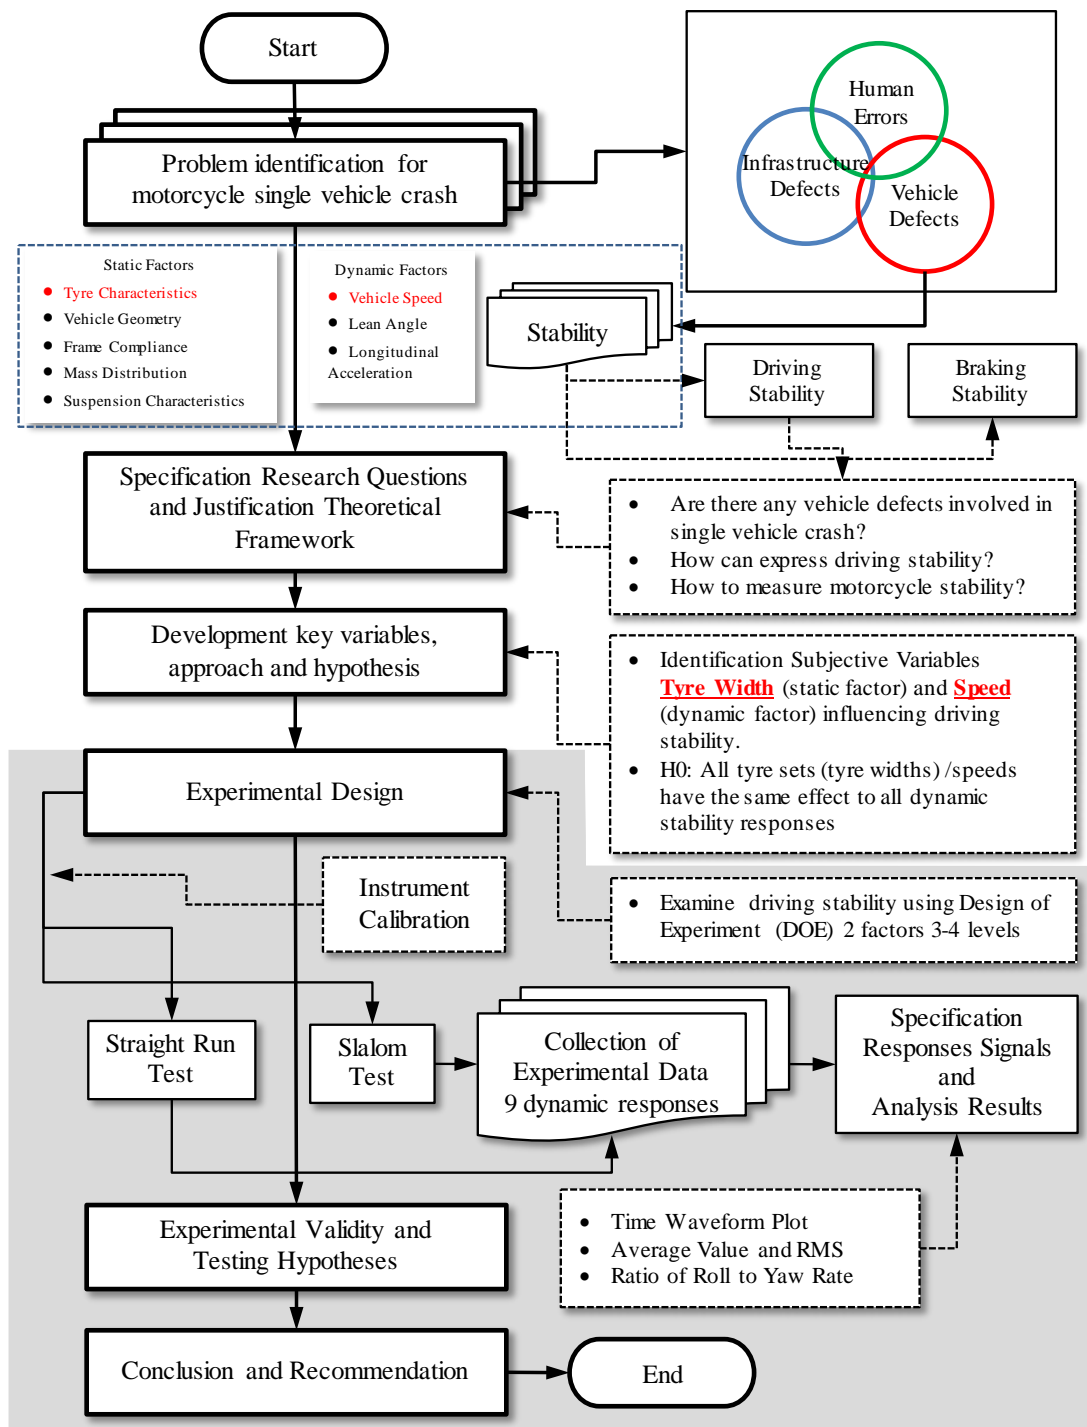 Start
Human
Errors
Infrastructure
Defects
Vehicle
Defects
Problem identification for
motorcycle single vehicle crash
Static Factors
• Tyre Characteristics
• Vehicle Geometry
• Frame Compliance
• Mass Distribution
• Suspension Characteristics
Dynamic Factors
• Vehicle Speed
• Lean Angle
• Longitudinal
Acceleration
Stability
Driving
Stability
Braking
Stability
Specification Research Questions
and Justification Theoretical
Framework
• Are there any vehicle defects involved in
single vehicle crash?
• How can express driving stability?
• How to measure motorcycle stability?
Development key variables,
approach and hypothesis
• Identification Subjective Variables
Tyre Width (static factor) and Speed
(dynamic factor) influencing driving
stability.
• H0: All tyre sets (tyre widths) /speeds
have the same effect to all dynamic
stability responses
Experimental Design
Instrument
Calibration
• Examine driving stability using Design of
Experiment (DOE) 2 factors 3-4 levels
Straight Run
Test
Slalom
Test
Collection of
Experimental Data
9 dynamic responses
Specification
Responses Signals
and
Analysis Results
• Time Waveform Plot
• Average Value and RMS
• Ratio of Roll to Yaw Rate
Experimental Validity and
Testing Hypotheses
Conclusion and Recommendation
End